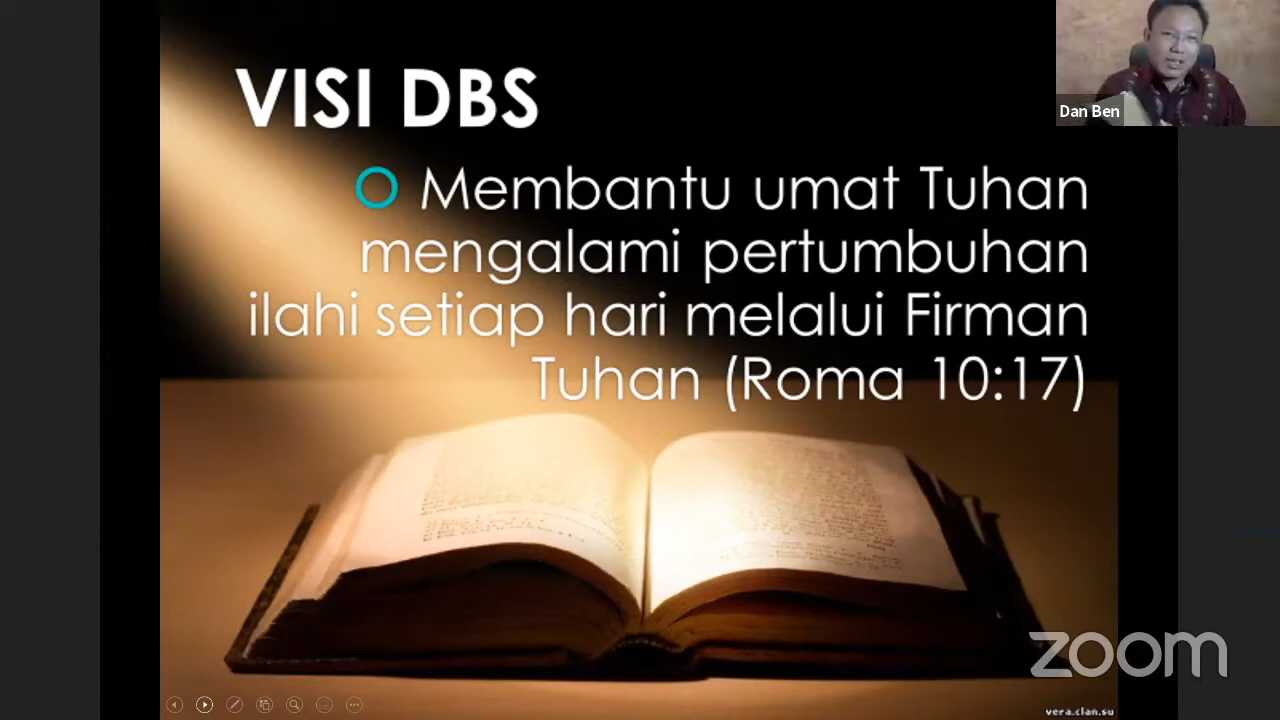 VISI DBS
Membantu umat Tuhan
mengalami pertumbuhan
ilahi setiap hari melalui Firman
Tuhan (Roma 10:17)
Dan Ben
zoom
vera.clan.su